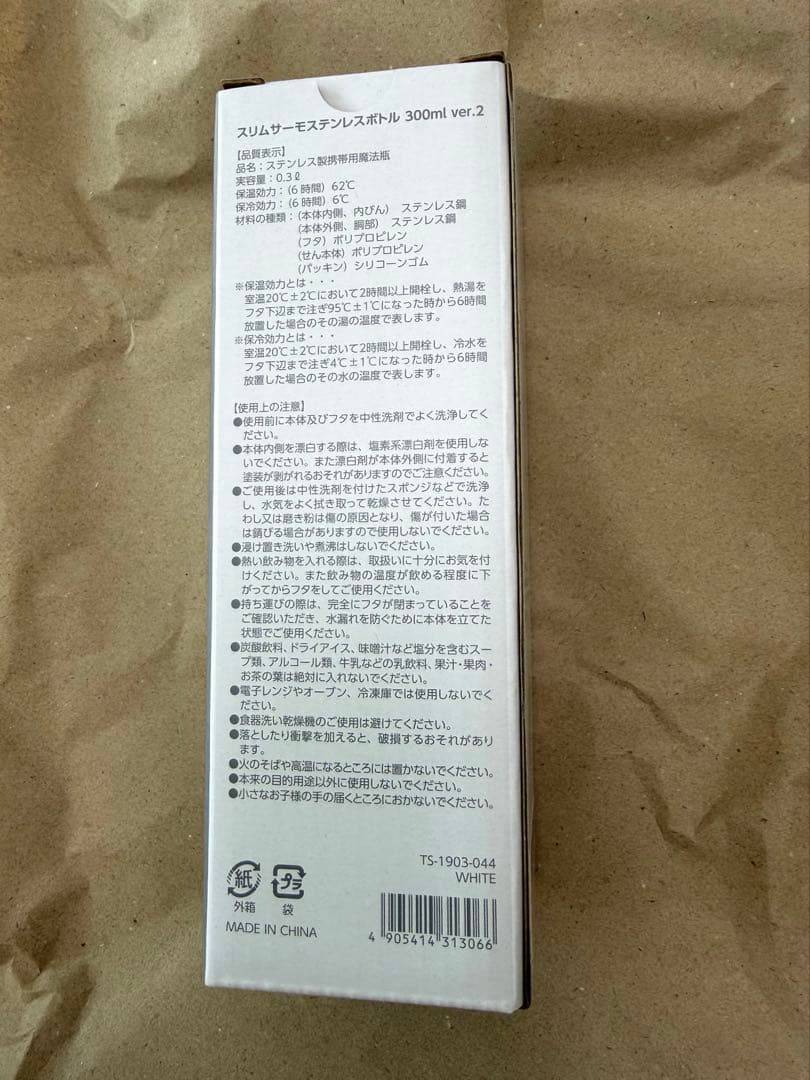 スリムサーモステンレスボトル 300ml ver.2
【品質表示】
品名：ステンレス製携帯用魔法瓶
実容量：0.3ℓ
保温効力：（6時間）62℃
保冷効力：（6時間）6℃
材料の種類：（本体内側、内びん） ステンレス鋼
（本体外側、胴部） ステンレス鋼
（フタ）ポリプロピレン
（せん本体）ポリプロピレン
（パッキン）シリコーンゴム
※保温効力とは・・・
室温20℃±2℃において2時間以上開栓し、熱湯を
フタ下辺まで注ぎ95℃±1℃になった時から6時間
放置した場合のその湯の温度で表します。
※保冷効力とは・・・
室温20℃±2℃において2時間以上開栓し、冷水を
フタ下辺まで注ぎ4℃±1℃になった時から6時間
放置した場合のその水の温度で表します。
【使用上の注意】
●使用前に本体及びフタを中性洗剤でよく洗浄してく
ださい。
●本体内側を漂白する際は、塩素系漂白剤を使用しな
いでください。また漂白剤が本体外側に付着すると
塗装が剥がれるおそれがありますのでご注意ください。
●ご使用後は中性洗剤を付けたスポンジなどで洗浄
し、水気をよく拭き取って乾燥させてください。た
わし又は磨き粉は傷の原因となり、傷が付いた場合
は錆びる場合がありますので使用しないでください。
●浸け置き洗いや煮沸はしないでください。
●熱い飲み物を入れる際は、取扱いに十分にお気を付
けください。また飲み物の温度が飲める程度に下
がってからフタをしてご使用ください。
●持ち運びの際は、完全にフタが閉まっていることを
ご確認いただき、水漏れを防ぐために本体を立てた
状態でご使用ください。
●炭酸飲料、ドライアイス、味噌汁など塩分を含むスー
プ類、アルコール類、牛乳などの乳飲料、果汁・果肉・
お茶の葉は絶対に入れないでください。
●電子レンジやオーブン、冷凍庫では使用しないでく
ださい。
●食器洗い乾燥機のご使用は避けてください。
●落としたり衝撃を加えると、破損するおそれがあり
ます。
●火のそばや高温になるところには置かないでください。
●本来の目的用途以外に使用しないでください。
●小さなお子様の手の届くところにおかないでください。
TS-1903-044
WHITE
紙 プラ
外箱 袋
MADE IN CHINA
4 905414 313066